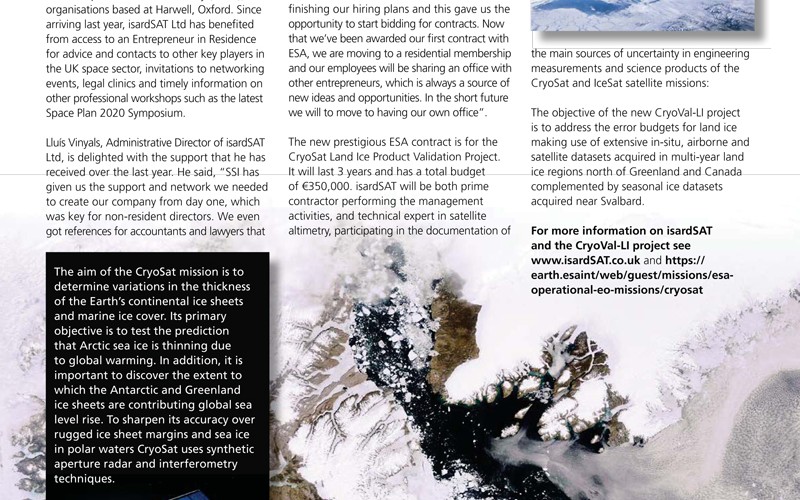 organisations based at Harwell, Oxford. Since
arriving last year, isardSAT Ltd has benefited
from access to an Entrepreneur in Residence
for advice and contacts to other key players in
the UK space sector, invitations to networking
events, legal clinics and timely information on
other professional workshops such as the latest
Space Plan 2020 Symposium.
Lluís Vinyals, Administrative Director of isardSAT
Ltd, is delighted with the support that he has
received over the last year. He said, “SSI has
given us the support and network we needed
to create our company from day one, which
was key for non-resident directors. We even
got references for accountants and lawyers that
The aim of the CryoSat mission is to
determine variations in the thickness
of the Earth’s continental ice sheets
and marine ice cover. Its primary
objective is to test the prediction
that Arctic sea ice is thinning due
to global warming. In addition, it is
important to discover the extent to
which the Antarctic and Greenland
ice sheets are contributing global sea
level rise. To sharpen its accuracy over
rugged ice sheet margins and sea ice
in polar waters CryoSat uses synthetic
aperture radar and interferometry
techniques.
finishing our hiring plans and this gave us the
opportunity to start bidding for contracts. Now
that we’ve been awarded our first contract with
ESA, we are moving to a residential membership
and our employees will be sharing an office with
other entrepreneurs, which is always a source of
new ideas and opportunities. In the short future
we will to move to having our own office”.
The new prestigious ESA contract is for the
CryoSat Land Ice Product Validation Project.
It will last 3 years and has a total budget
of €350,000. isardSAT will be both prime
contractor performing the management
activities, and technical expert in satellite
altimetry, participating in the documentation of
the main sources of uncertainty in engineering
measurements and science products of the
CryoSat and IceSat satellite missions:
The objective of the new CryoVal-LI project
is to address the error budgets for land ice
making use of extensive in-situ, airborne and
satellite datasets acquired in multi-year land
ice regions north of Greenland and Canada
complemented by seasonal ice datasets
acquired near Svalbard.
For more information on isardSAT
and the CryoVal-LI project see
www.isardSAT.co.uk and https://
earth.esaint/web/guest/missions/esa-
operational-eo-missions/cryosat